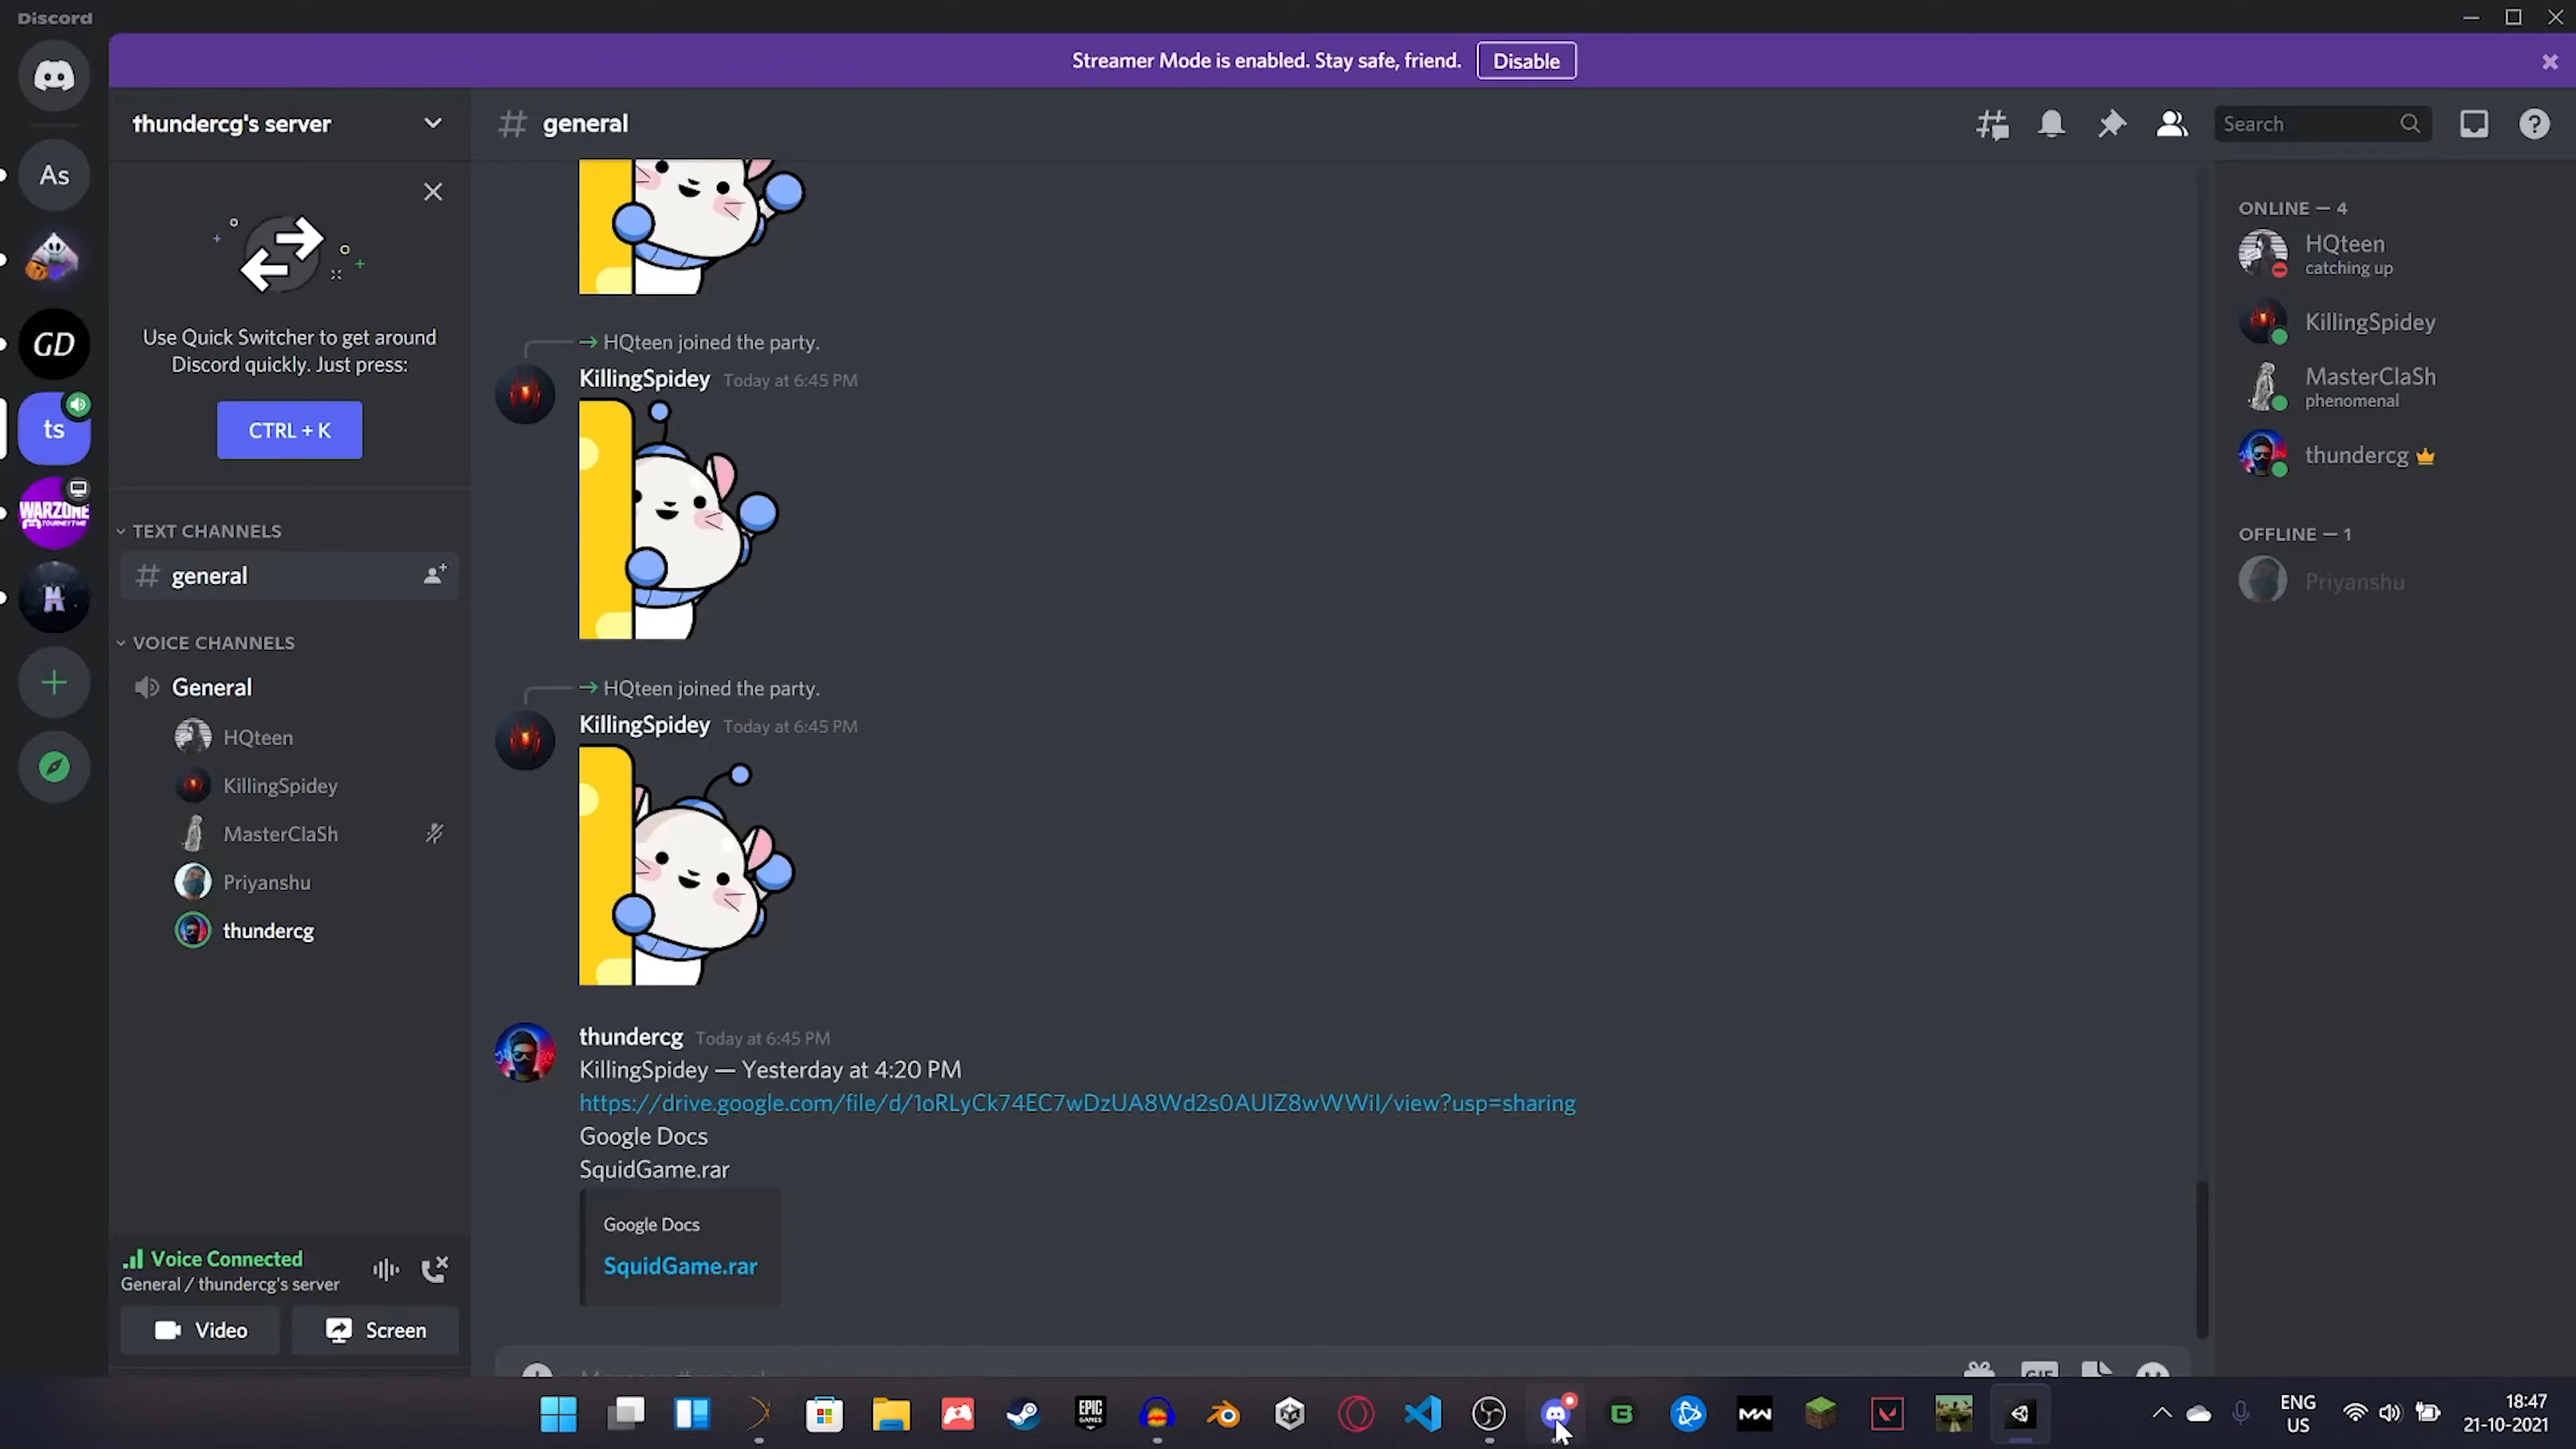 Discord
Streamer Mode is enabled. Stay safe, friend.
Disable
thundercg's server
general
Search
As
GD
ts
WARZONE
TOURNEYTIME
Use Quick Switcher to get around
Discord quickly. Just press:
CTRL + K
TEXT CHANNELS
general
VOICE CHANNELS
General
HQteen
KillingSpidey
MasterClaSh
Priyanshu
thundercg
Voice Connected
General / thundercg's server
Video
Screen
HQteen joined the party.
KillingSpidey Today at 6:45 PM
HQteen joined the party.
KillingSpidey Today at 6:45 PM
thundercg Today at 6:45 PM
KillingSpidey — Yesterday at 4:20 PM
https://drive.google.com/file/d/1oRLyCk74EC7wDzUA8Wd2s0AUIZ8wWWiI/view?usp=sharing
Google Docs
SquidGame.rar
Google Docs
SquidGame.rar
ONLINE — 4
HQteen
catching up
KillingSpidey
MasterClaSh
phenomenal
thundercg
OFFLINE — 1
Priyanshu
EPIC
GAMES
ENG
US
18:47
21-10-2021